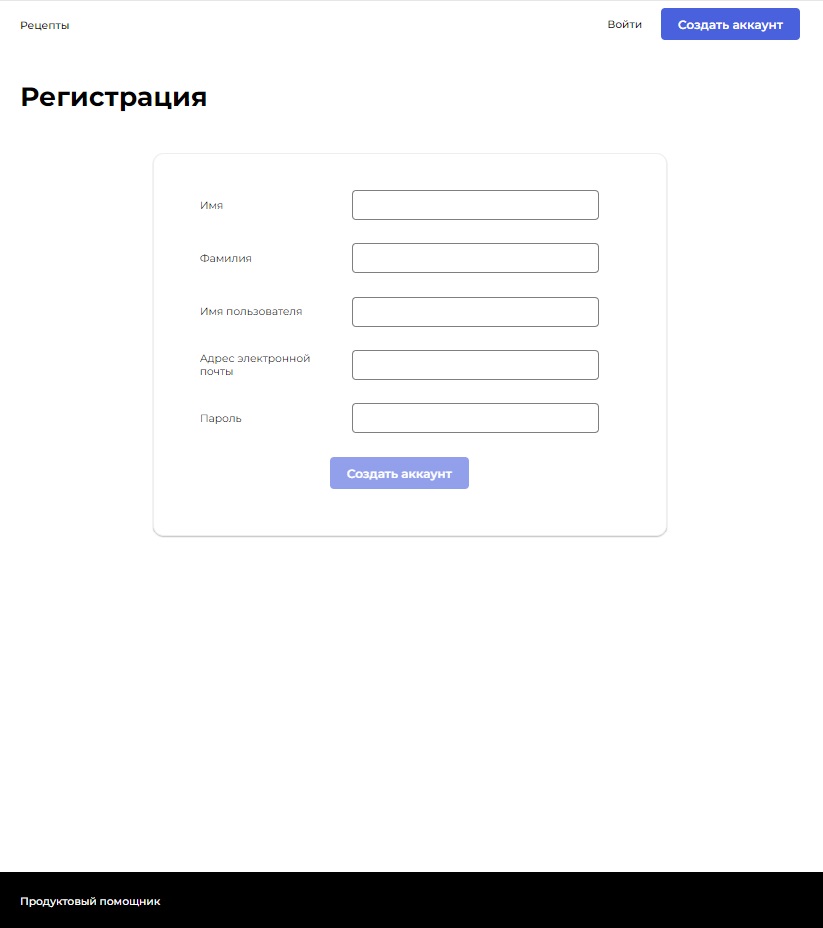 Рецепты
Войти
Создать аккаунт
Регистрация
Имя
Фамилия
Имя пользователя
Адрес электронной
почты
Пароль
Создать аккаунт
Продуктовый помощник